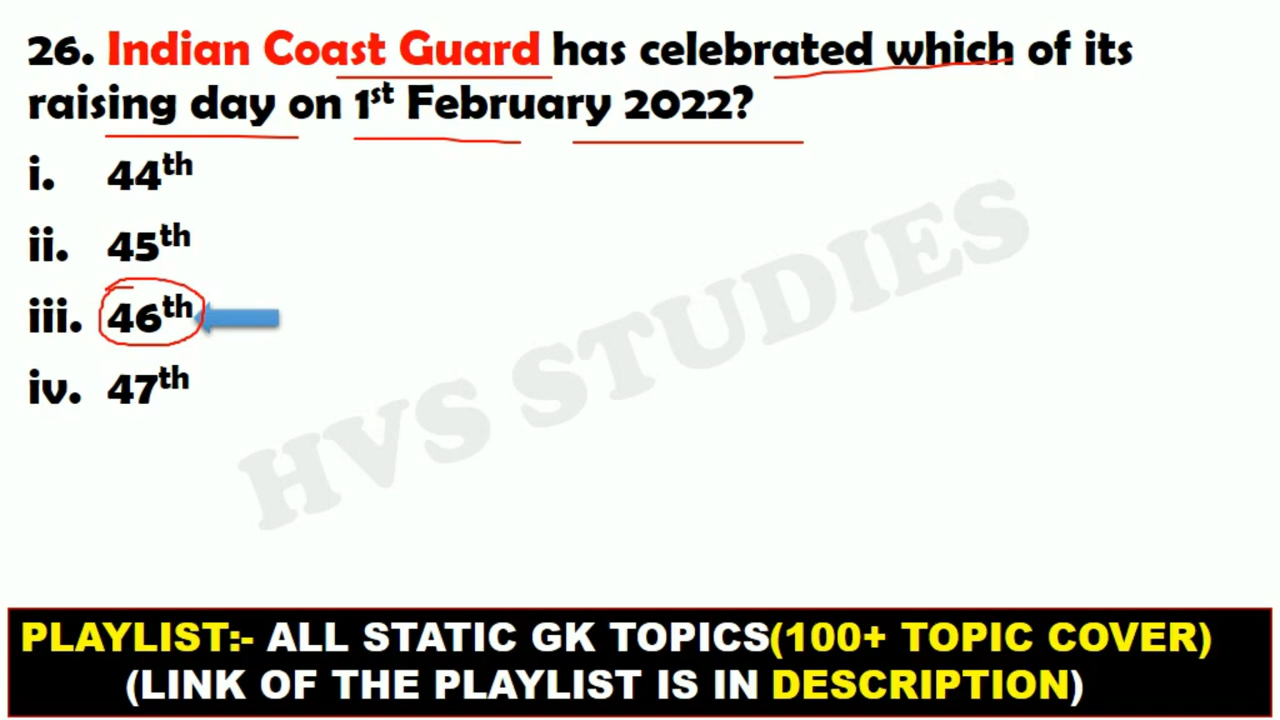 26. Indian Coast Guard has celebrated which of its
raising day on 1st February 2022?
i. 44th
ii. 45th
iii. 46th
iv. 47th
HVS STUDIES
PLAYLIST:- ALL STATIC GK TOPICS(100+ TOPIC COVER)
(LINK OF THE PLAYLIST IS IN DESCRIPTION)